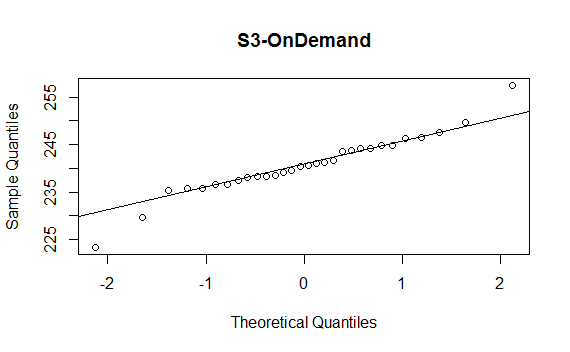 S3-OnDemand
Sample Quantiles
225 235 245 255
-2 -1 0 1 2
Theoretical Quantiles